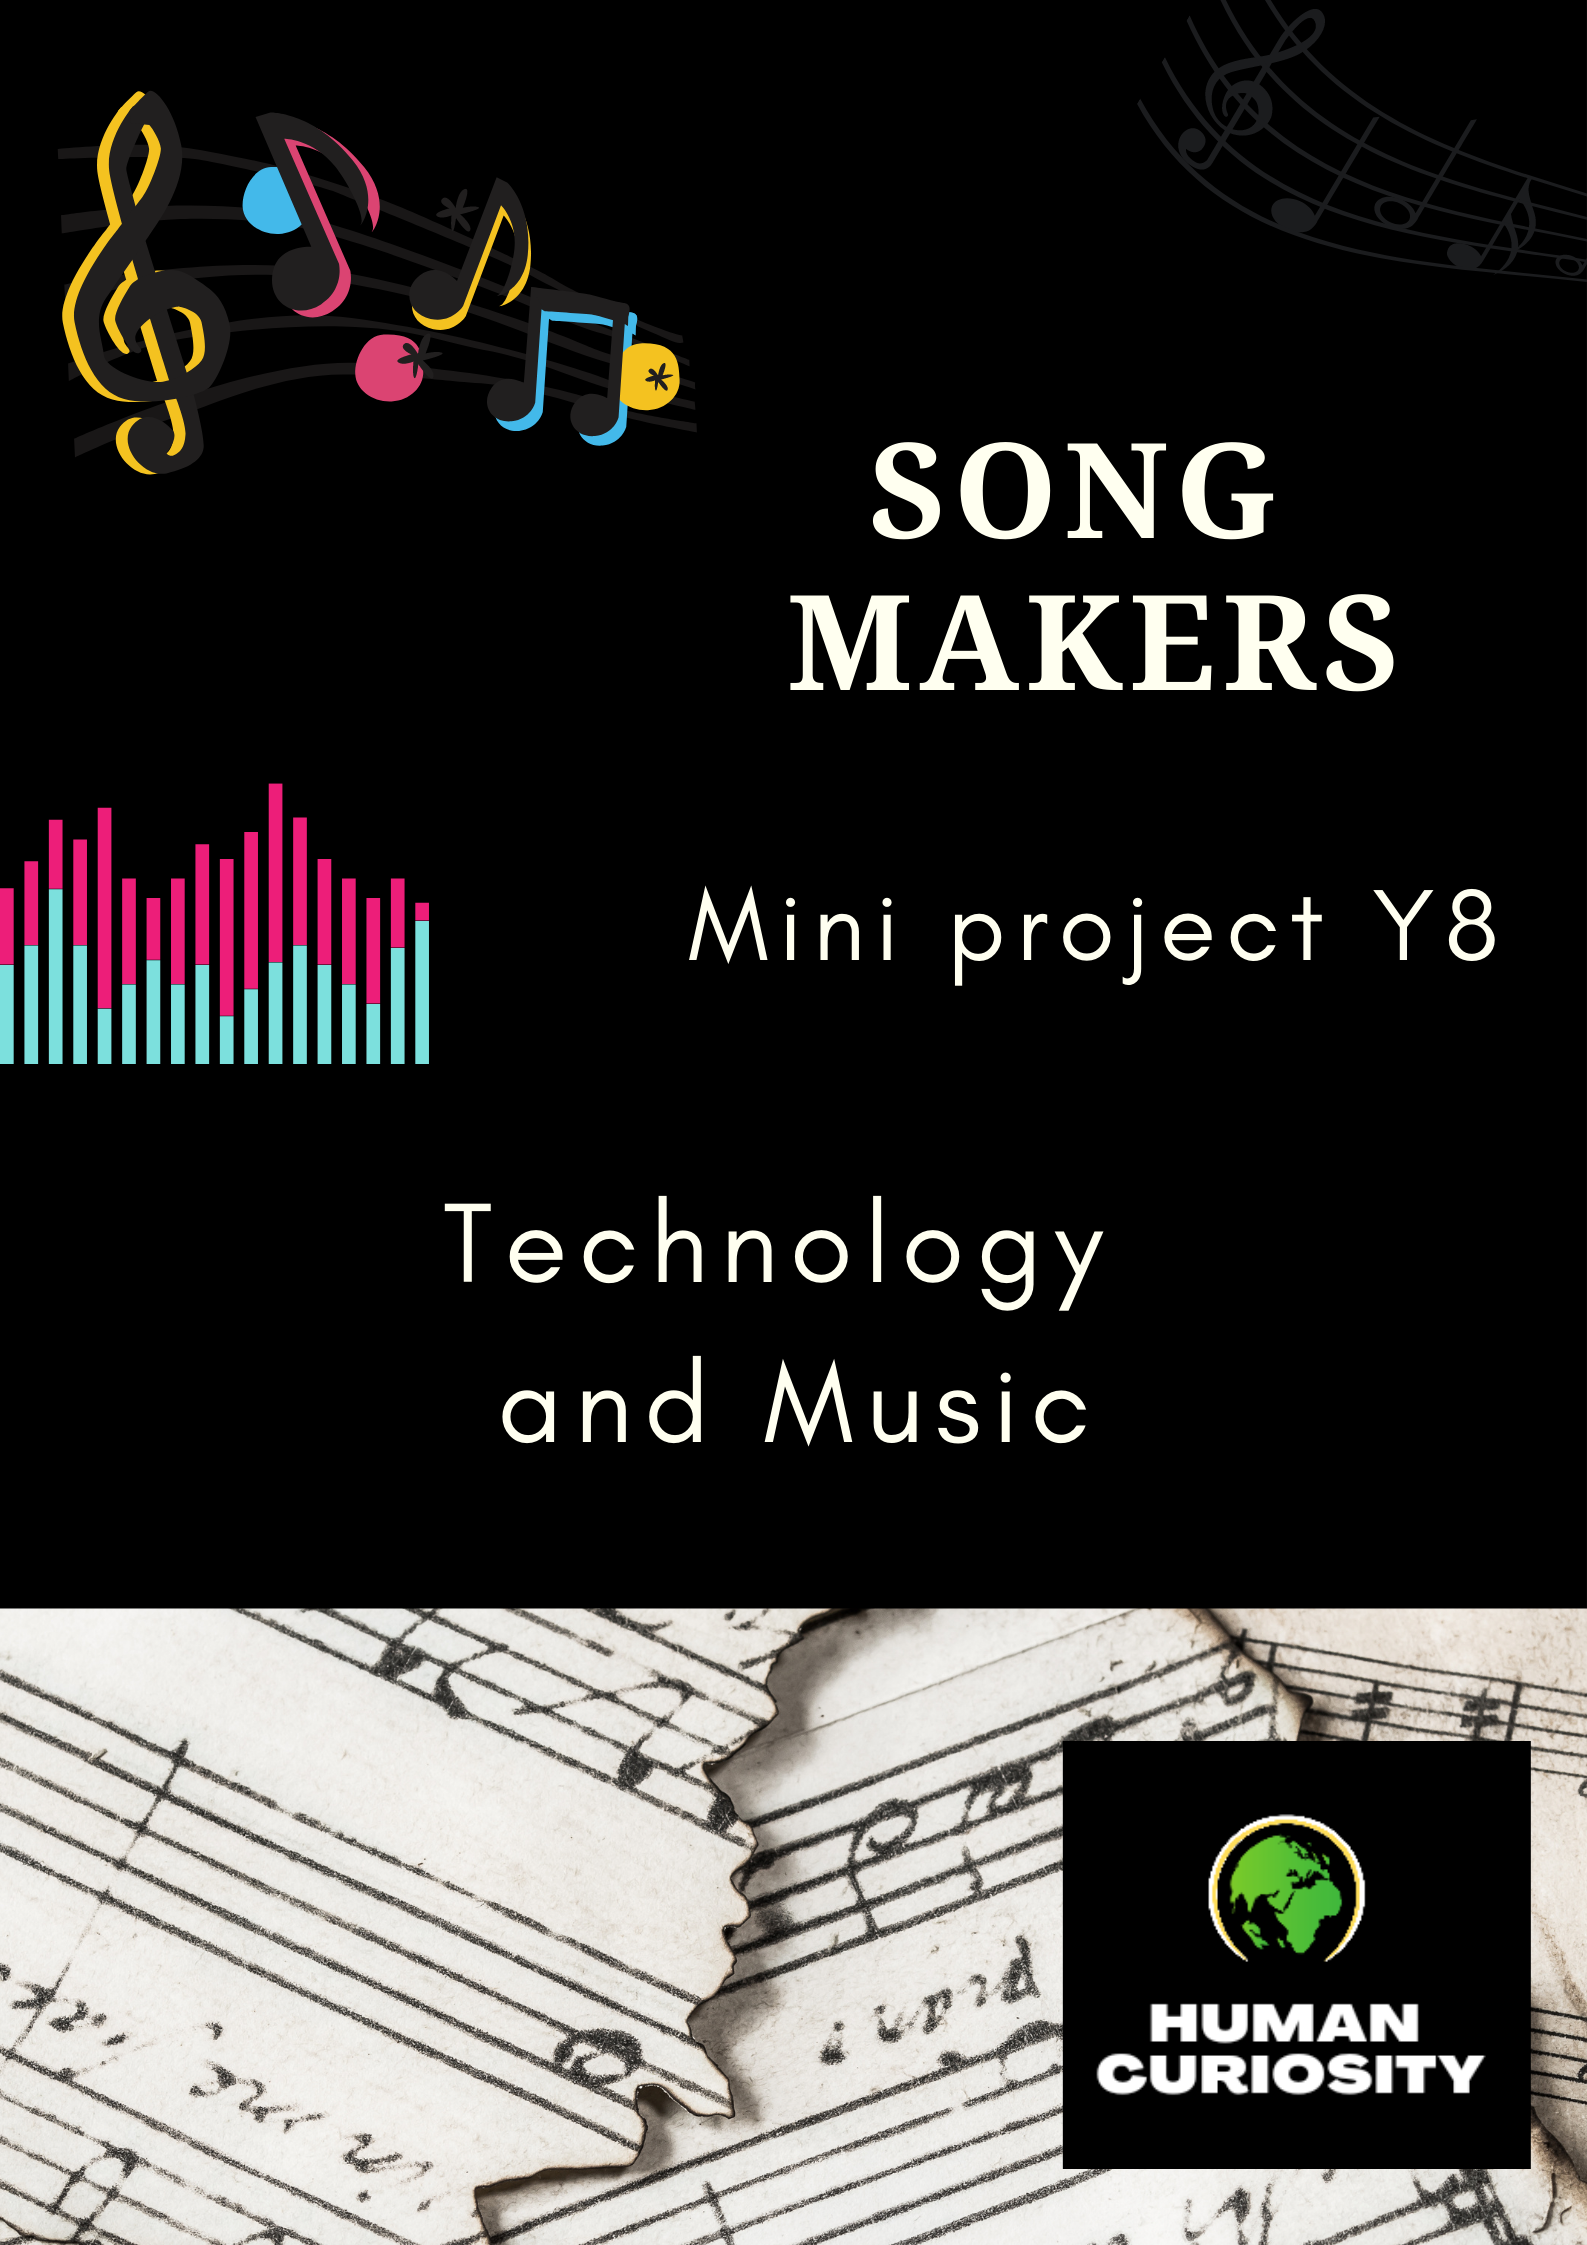 SONG
MAKERS
Mini project Y8
Technology
and Music
HUMAN
CURIOSITY